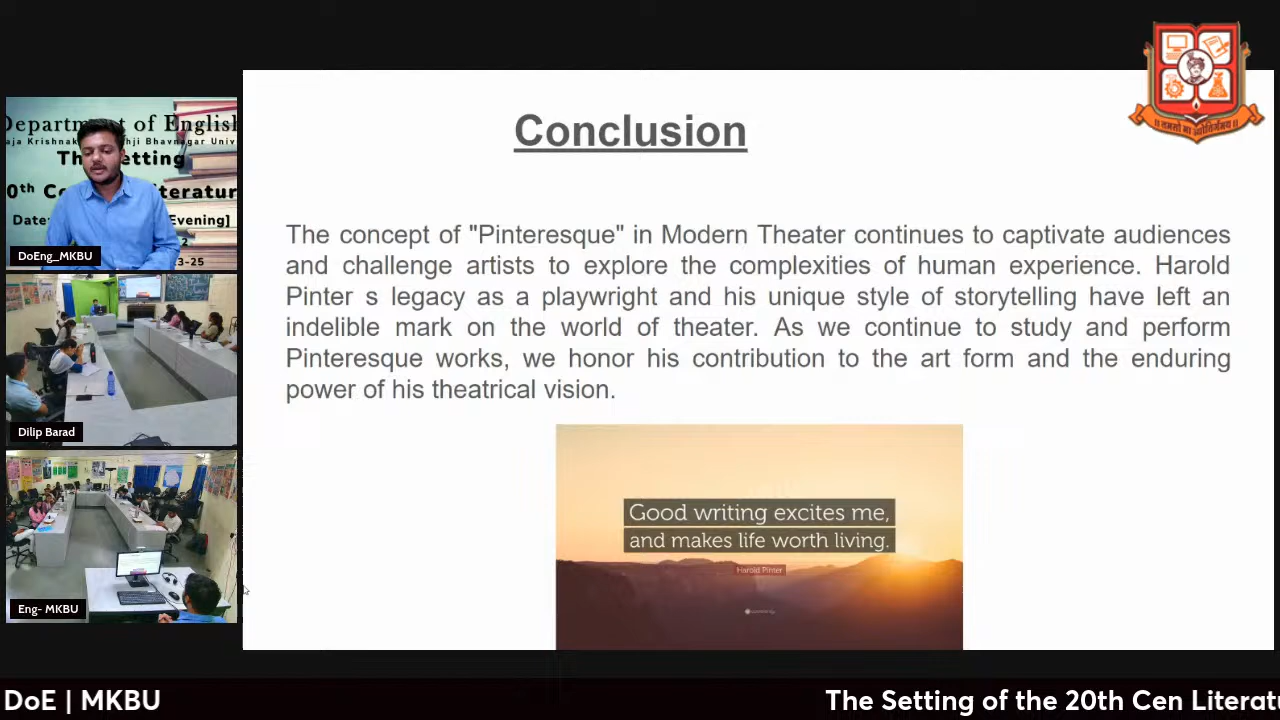 Conclusion
The concept of "Pinteresque" in Modern Theater continues to captivate audiences
and challenge artists to explore the complexities of human experience. Harold
Pinter s legacy as a playwright and his unique style of storytelling have left an
indelible mark on the world of theater. As we continue to study and perform
Pinteresque works, we honor his contribution to the art form and the enduring
power of his theatrical vision.
Good writing excites me,
and makes life worth living.
Harold Pinter
।। तमसो मा ज्योतिर्गमय ।।
Department of English
Setting
Date:
Evening]
3-25
DoEng_MKBU
Dilip Barad
Eng- MKBU
DoE | MKBU
The Setting of the 20th Cen Literat